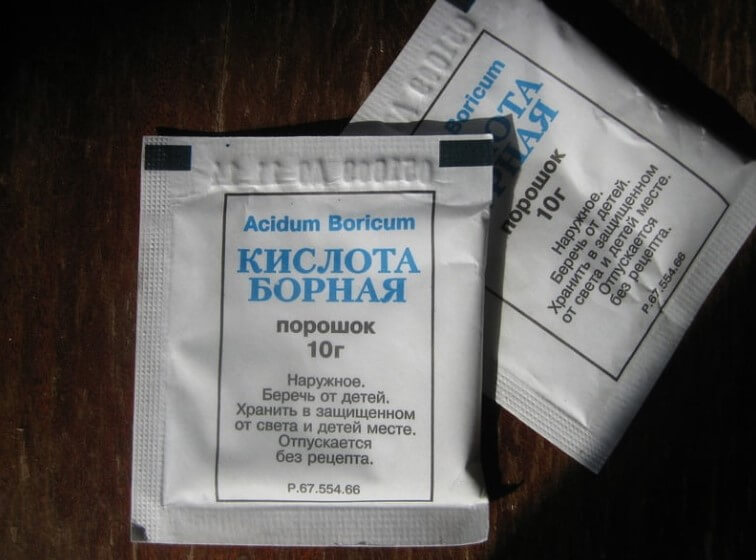 Acidum Boricum
КИСЛОТА
БОРНАЯ
порошок
10г
Наружное.
Беречь от детей.
Хранить в защищенном
от света и детей месте.
Отпускается
без рецепта.
Р.67.554.66
Boricum
порошок
10г
Наружное.
Беречь от детей.
Хранить в защищенном
от света и детей месте.
Отпускается
без рецепта.
Р.67.554.66